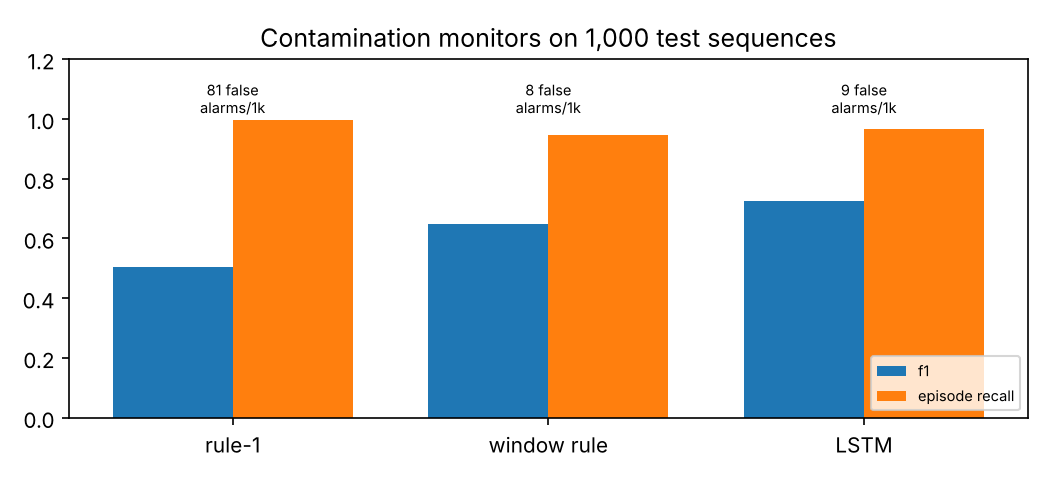 Contamination monitors on 1,000 test sequences
1.2
1.0
0.8
0.6
0.4
0.2
0.0
81 false
alarms/1k
8 false
alarms/1k
9 false
alarms/1k
f1
episode recall
rule-1
window rule
LSTM